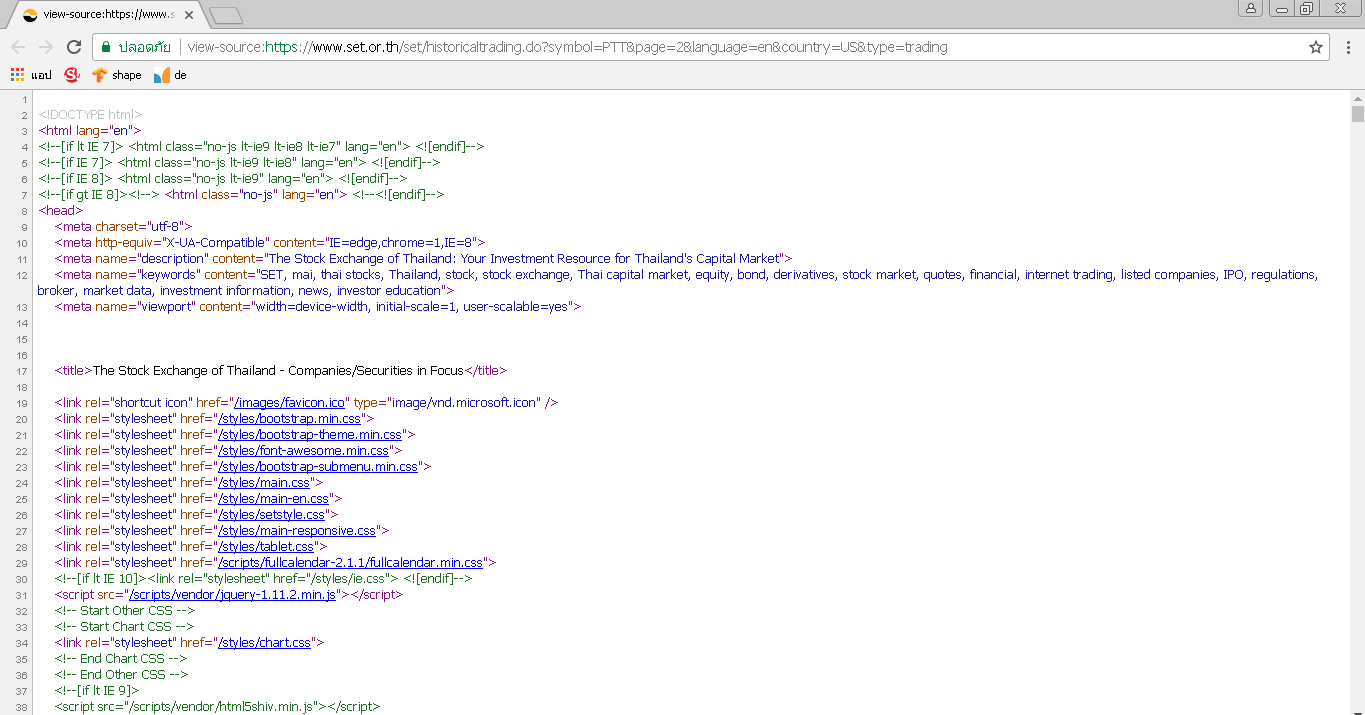 view-source:https://www.s
ปลอดภัย view-source:https://www.set.or.th/set/historicaltrading.do?symbol=PTT&page=2&language=en&country=US&type=trading
แอป shape de
1
2 <!DOCTYPE html>
3 <html lang="en">
4 <!--[if lt IE 7]> <html class="no-js lt-ie9 lt-ie8 lt-ie7" lang="en"> <![endif]-->
5 <!--[if IE 7]> <html class="no-js lt-ie9 lt-ie8" lang="en"> <![endif]-->
6 <!--[if IE 8]> <html class="no-js lt-ie9" lang="en"> <![endif]-->
7 <!--[if gt IE 8]><!--> <html class="no-js" lang="en"> <!--<![endif]-->
8 <head>
9 <meta charset="utf-8">
10 <meta http-equiv="X-UA-Compatible" content="IE=edge,chrome=1,IE=8">
11 <meta name="description" content="The Stock Exchange of Thailand: Your Investment Resource for Thailand's Capital Market">
12 <meta name="keywords" content="SET, mai, thai stocks, Thailand, stock, stock exchange, Thai capital market, equity, bond, derivatives, stock market, quotes, financial, internet trading, listed companies, IPO, regulations,
broker, market data, investment information, news, investor education">
13 <meta name="viewport" content="width=device-width, initial-scale=1, user-scalable=yes">
14
15
16
17 <title>The Stock Exchange of Thailand - Companies/Securities in Focus</title>
18
19 <link rel="shortcut icon" href="/images/favicon.ico" type="image/vnd.microsoft.icon" />
20 <link rel="stylesheet" href="/styles/bootstrap.min.css">
21 <link rel="stylesheet" href="/styles/bootstrap-theme.min.css">
22 <link rel="stylesheet" href="/styles/font-awesome.min.css">
23 <link rel="stylesheet" href="/styles/bootstrap-submenu.min.css">
24 <link rel="stylesheet" href="/styles/main.css">
25 <link rel="stylesheet" href="/styles/main-en.css">
26 <link rel="stylesheet" href="/styles/setstyle.css">
27 <link rel="stylesheet" href="/styles/main-responsive.css">
28 <link rel="stylesheet" href="/styles/tablet.css">
29 <link rel="stylesheet" href="/scripts/fullcalendar-2.1.1/fullcalendar.min.css">
30 <!--[if lt IE 10]><link rel="stylesheet" href="/styles/ie.css"> <![endif]-->
31 <script src="/scripts/vendor/jquery-1.11.2.min.js"></script>
32 <!-- Start Other CSS -->
33 <!-- Start Chart CSS -->
34 <link rel="stylesheet" href="/styles/chart.css">
35 <!-- End Chart CSS -->
36 <!-- End Other CSS -->
37 <!--[if lt IE 9]>
38 <script src="/scripts/vendor/html5shiv.min.js"></script>